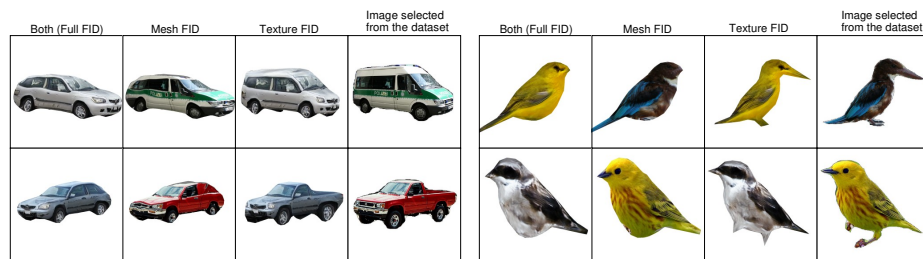 Both (Full FID) Mesh FID Texture FID Image selected
from the dataset
Both (Full FID) Mesh FID Texture FID Image selected
from the dataset